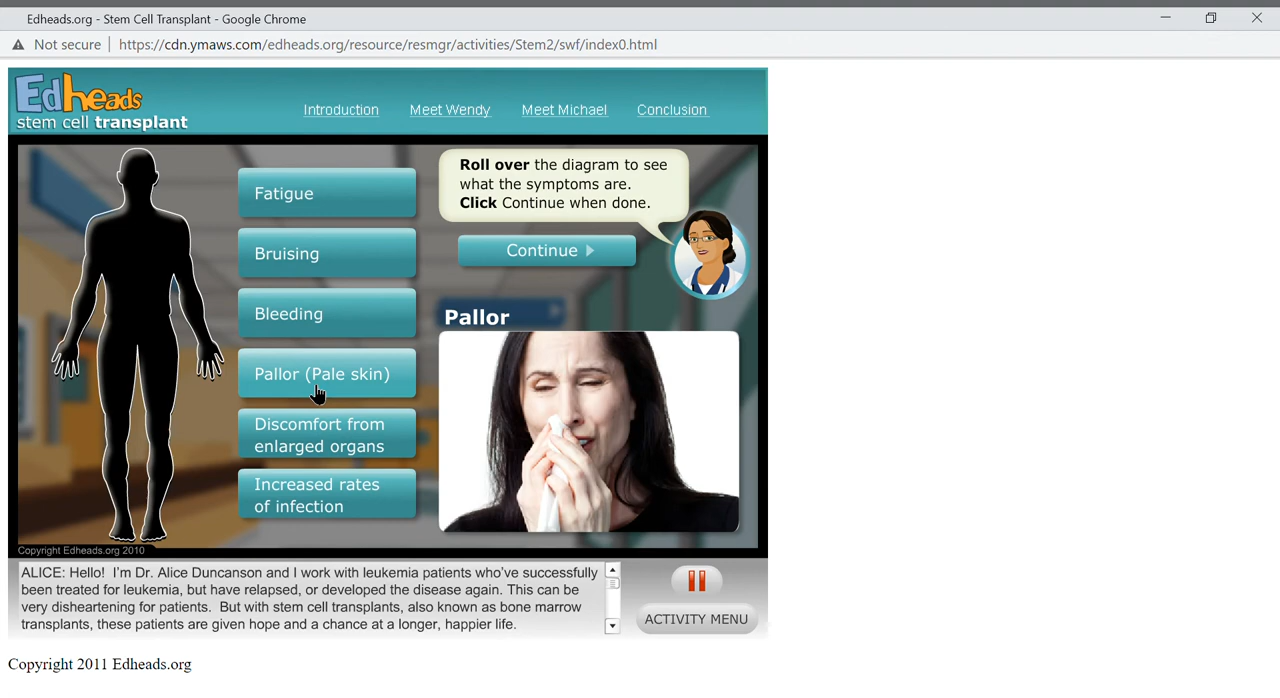 Edheads.org - Stem Cell Transplant - Google Chrome
Not secure | https://cdn.ymaws.com/edheads.org/resource/resmgr/activities/Stem2/swf/index0.html
Edheads
stem cell transplant
Introduction Meet Wendy Meet Michael Conclusion
Roll over the diagram to see
what the symptoms are.
Click Continue when done.
Continue
Fatigue
Bruising
Bleeding
Pallor (Pale skin)
Discomfort from
enlarged organs
Increased rates
of infection
Pallor
Copyright Edheads.org 2010
ALICE: Hello! I'm Dr. Alice Duncanson and I work with leukemia patients who've successfully
been treated for leukemia, but have relapsed, or developed the disease again. This can be
very disheartening for patients. But with stem cell transplants, also known as bone marrow
transplants, these patients are given hope and a chance at a longer, happier life.
ACTIVITY MENU
Copyright 2011 Edheads.org